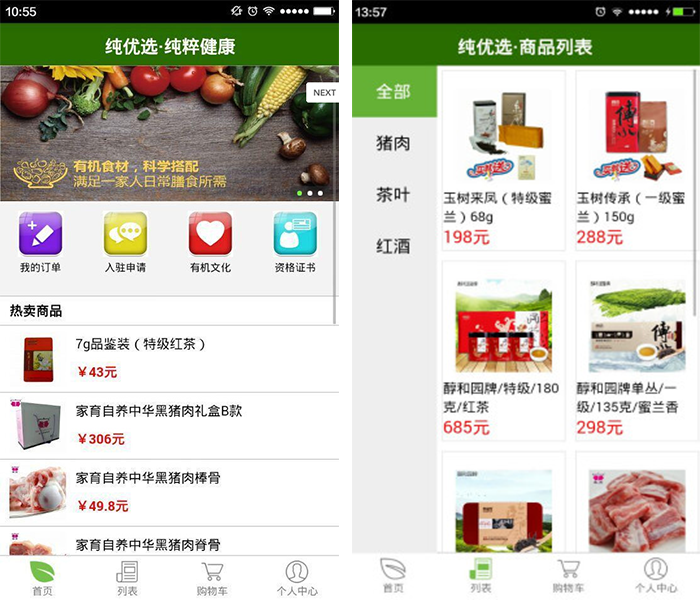 10:55
纯优选·纯粹健康
NEXT
有机食材，科学搭配
满足一家人日常膳食所需
我的订单
入驻申请
有机文化
资格证书
热卖商品
7g品鉴装（特级红茶）
￥43元
家育自养中华黑猪肉礼盒B款
￥306元
家育自养中华黑猪肉棒骨
￥49.8元
家育自养中华黑猪肉脊骨
首页
列表
购物车
个人中心
13:57
纯优选·商品列表
全部
猪肉
茶叶
红酒
玉树来凤（特级蜜
兰）68g
198元
玉树传承（一级蜜
兰）150g
288元
醇和园牌/特级/180
克/红茶
685元
醇和园牌单丛/一
级/135克/蜜兰香
298元
首页
列表
购物车
个人中心